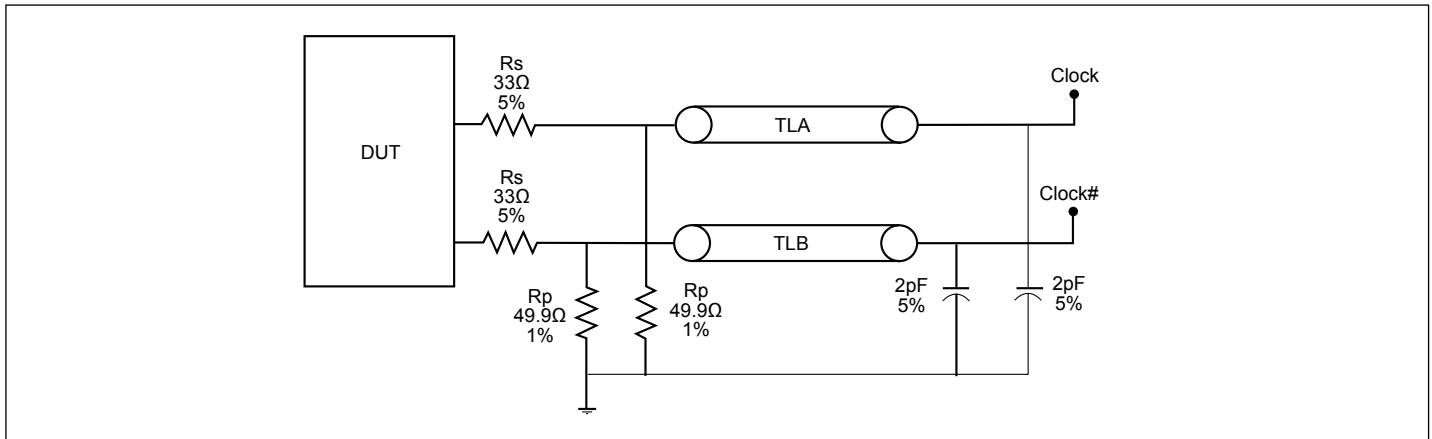 Rs
33Ω
5%
Clock
TLA
DUT
Rs
33Ω
5%
Clock#
TLB
Rp
49.9Ω
1%
Rp
49.9Ω
1%
2pF
5%
2pF
5%